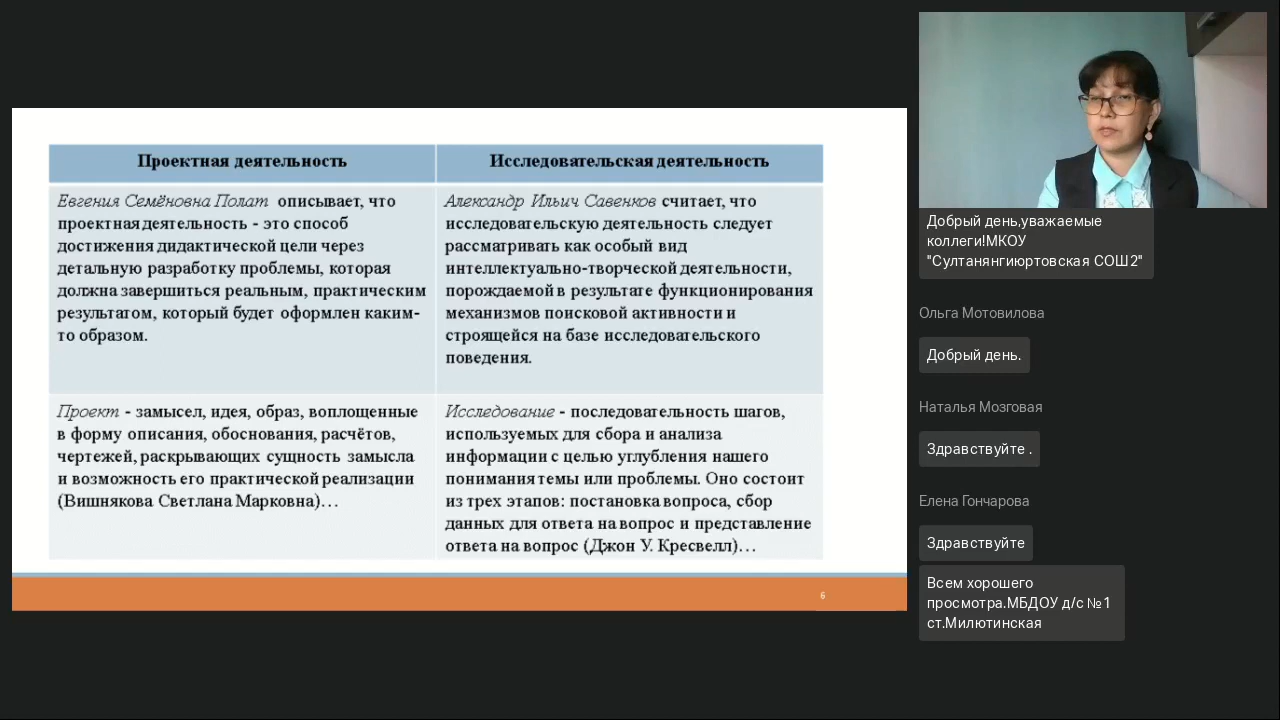 Проектная деятельность
Исследовательская деятельность
Евгения Семёновна Полат описывает, что
проектная деятельность - это способ
достижения дидактической цели через
детальную разработку проблемы, которая
должна завершиться реальным, практическим
результатом, который будет оформлен каким-
то образом.
Александр Ильич Савенков считает, что
исследовательскую деятельность следует
рассматривать как особый вид
интеллектуально-творческой деятельности,
порождаемой в результате функционирования
механизмов поисковой активности и
строящейся на базе исследовательского
поведения.
Проект - замысел, идея, образ, воплощенные
в форму описания, обоснования, расчётов,
чертежей, раскрывающих сущность замысла
и возможность его практической реализации
(Вишнякова Светлана Марковна)…
Исследование - последовательность шагов,
используемых для сбора и анализа
информации с целью углубления нашего
понимания темы или проблемы. Оно состоит
из трех этапов: постановка вопроса, сбор
данных для ответа на вопрос и представление
ответа на вопрос (Джон У. Кресвелл)…
6
Добрый день,уважаемые
коллеги!МКОУ
"Султанянгиюртовская СОШ2"
Ольга Мотовилова
Добрый день.
Наталья Мозговая
Здравствуйте .
Елена Гончарова
Здравствуйте
Всем хорошего
просмотра.МБДОУ д/с №1
ст.Милютинская